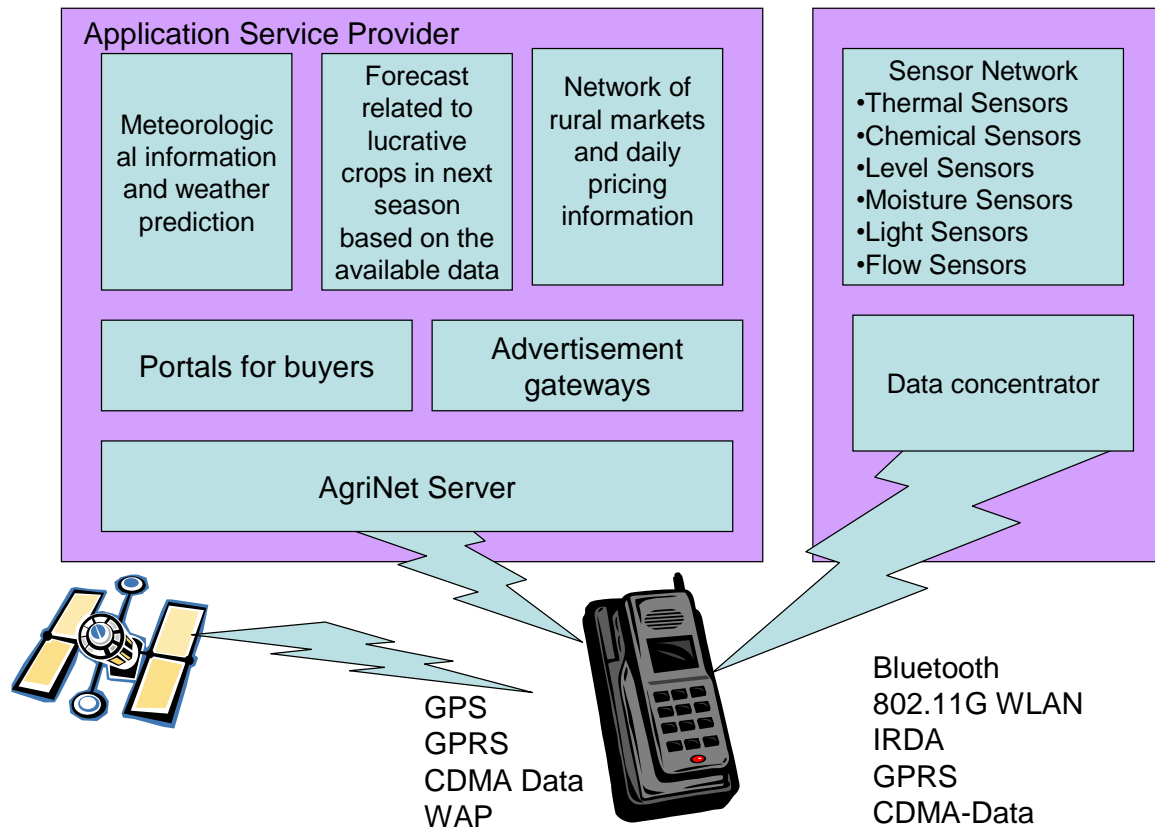 Application Service Provider
Meteorologic
al information
and weather
prediction
Forecast
related to
lucrative
crops in next
season
based on the
available data
Network of
rural markets
and daily
pricing
information
Portals for buyers
Advertisement
gateways
AgriNet Server
Sensor Network
•Thermal Sensors
•Chemical Sensors
•Level Sensors
•Moisture Sensors
•Light Sensors
•Flow Sensors
Data concentrator
GPS
GPRS
CDMA Data
WAP
Bluetooth
802.11G WLAN
IRDA
GPRS
CDMA-Data